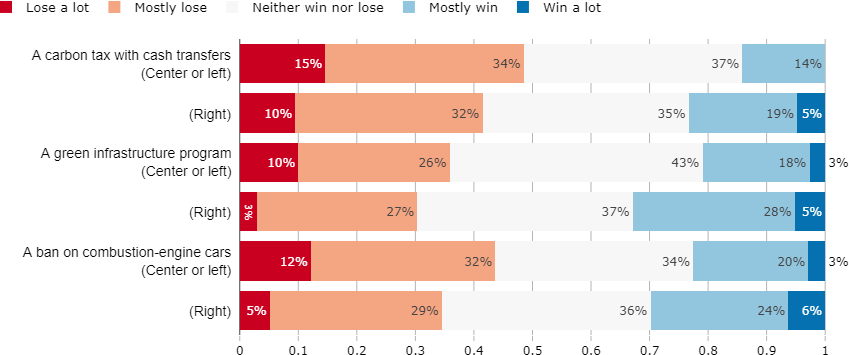 Lose a lot Mostly lose Neither win nor lose Mostly win Win a lot
A carbon tax with cash transfers
(Center or left)
15% 34% 37% 14%
(Right)
10% 32% 35% 19% 5%
A green infrastructure program
(Center or left)
10% 26% 43% 18% 3%
(Right)
3% 27% 37% 28% 5%
A ban on combustion-engine cars
(Center or left)
12% 32% 34% 20% 3%
(Right)
5% 29% 36% 24% 6%
0 0.1 0.2 0.3 0.4 0.5 0.6 0.7 0.8 0.9 1